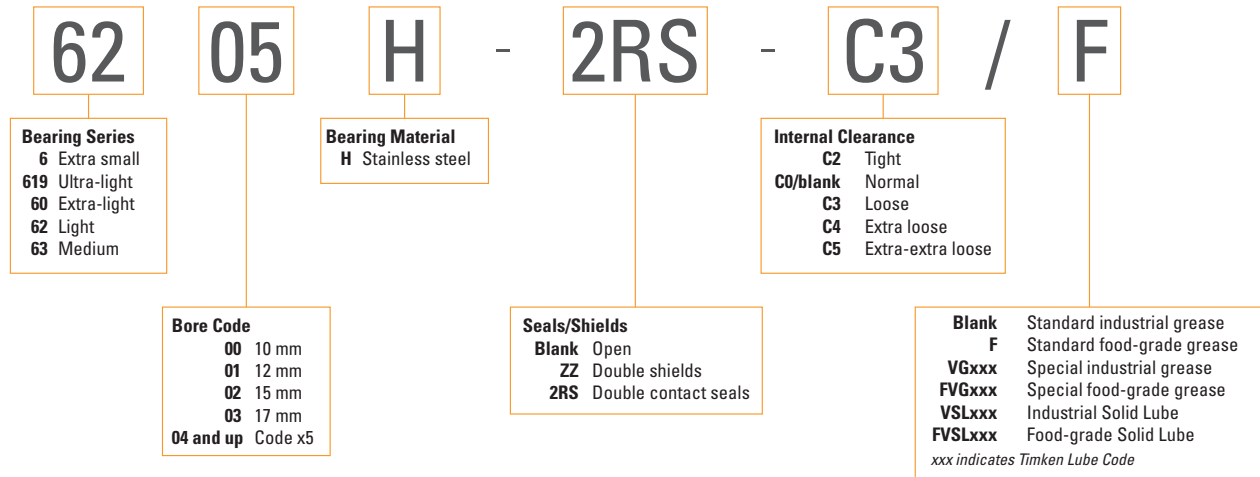 62 05 H - 2RS - C3 / F
Bearing Series
6 Extra small
619 Ultra-light
60 Extra-light
62 Light
63 Medium
Bearing Material
H Stainless steel
Internal Clearance
C2 Tight
C0/blank Normal
C3 Loose
C4 Extra loose
C5 Extra-extra loose
Bore Code
00 10 mm
01 12 mm
02 15 mm
03 17 mm
04 and up Code x5
Seals/Shields
Blank Open
ZZ Double shields
2RS Double contact seals
Blank Standard industrial grease
F Standard food-grade grease
VGxxx Special industrial grease
FVGxxx Special food-grade grease
VSLxxx Industrial Solid Lube
FVSLxxx Food-grade Solid Lube
xxx indicates Timken Lube Code